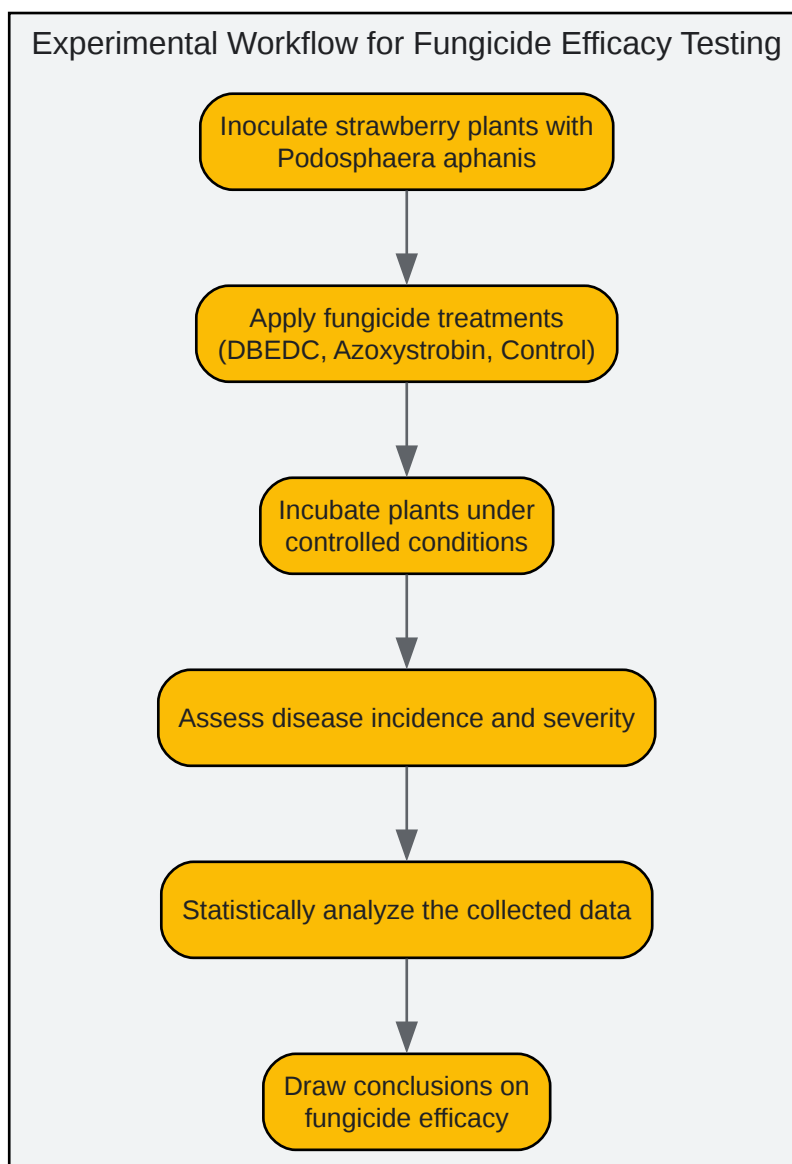 Experimental Workflow for Fungicide Efficacy Testing
Inoculate strawberry plants with
Podosphaera aphanis
Apply fungicide treatments
(DBEDC, Azoxystrobin, Control)
Incubate plants under
controlled conditions
Assess disease incidence and severity
Statistically analyze the collected data
Draw conclusions on
fungicide efficacy